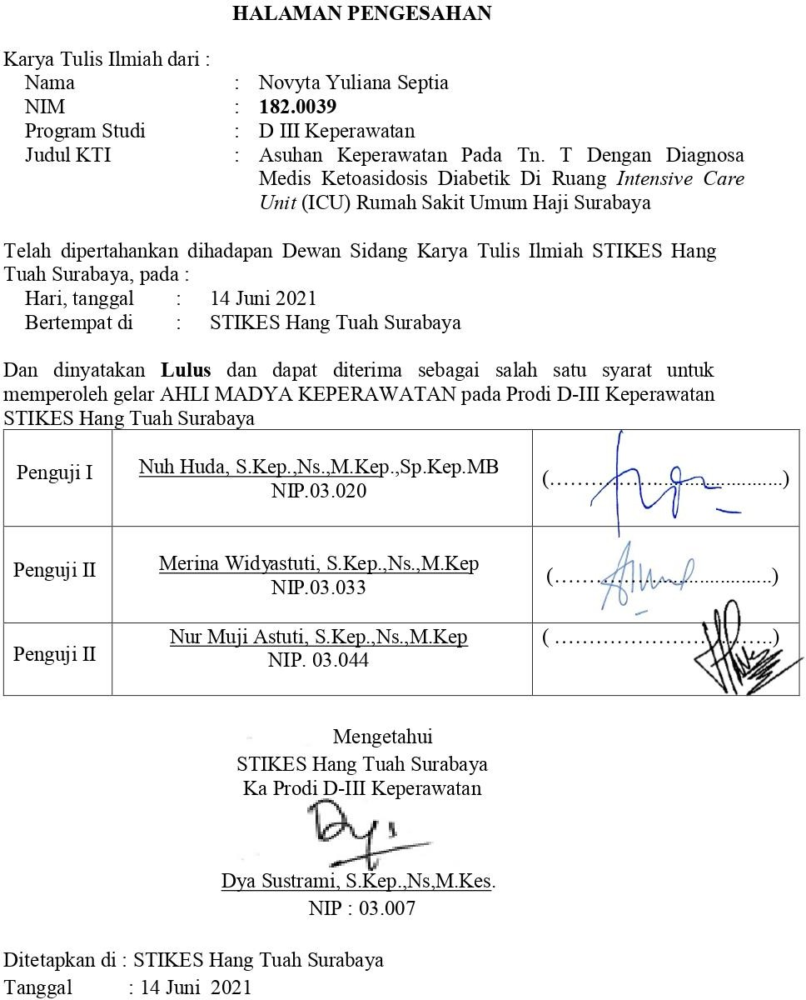 HALAMAN PENGESAHAN
Karya Tulis Ilmiah dari :
Nama : Novyta Yuliana Septia
NIM : 182.0039
Program Studi : D III Keperawatan
Judul KTI : Asuhan Keperawatan Pada Tn. T Dengan Diagnosa
Medis Ketoasidosis Diabetik Di Ruang Intensive Care
Unit (ICU) Rumah Sakit Umum Haji Surabaya
Telah dipertahankan dihadapan Dewan Sidang Karya Tulis Ilmiah STIKES Hang
Tuah Surabaya, pada :
Hari, tanggal : 14 Juni 2021
Bertempat di : STIKES Hang Tuah Surabaya
Dan dinyatakan Lulus dan dapat diterima sebagai salah satu syarat untuk
memperoleh gelar AHLI MADYA KEPERAWATAN pada Prodi D-III Keperawatan
STIKES Hang Tuah Surabaya
Penguji I
Nuh Huda, S.Kep.,Ns.,M.Kep.,Sp.Kep.MB
NIP.03.020
(....................................)
Penguji II
Merina Widyastuti, S.Kep.,Ns.,M.Kep
NIP.03.033
(....................................)
Penguji II
Nur Muji Astuti, S.Kep.,Ns.,M.Kep
NIP. 03.044
( ....................................)
Mengetahui
STIKES Hang Tuah Surabaya
Ka Prodi D-III Keperawatan
Dya Sustrami, S.Kep.,Ns,M.Kes.
NIP : 03.007
Ditetapkan di : STIKES Hang Tuah Surabaya
Tanggal : 14 Juni 2021